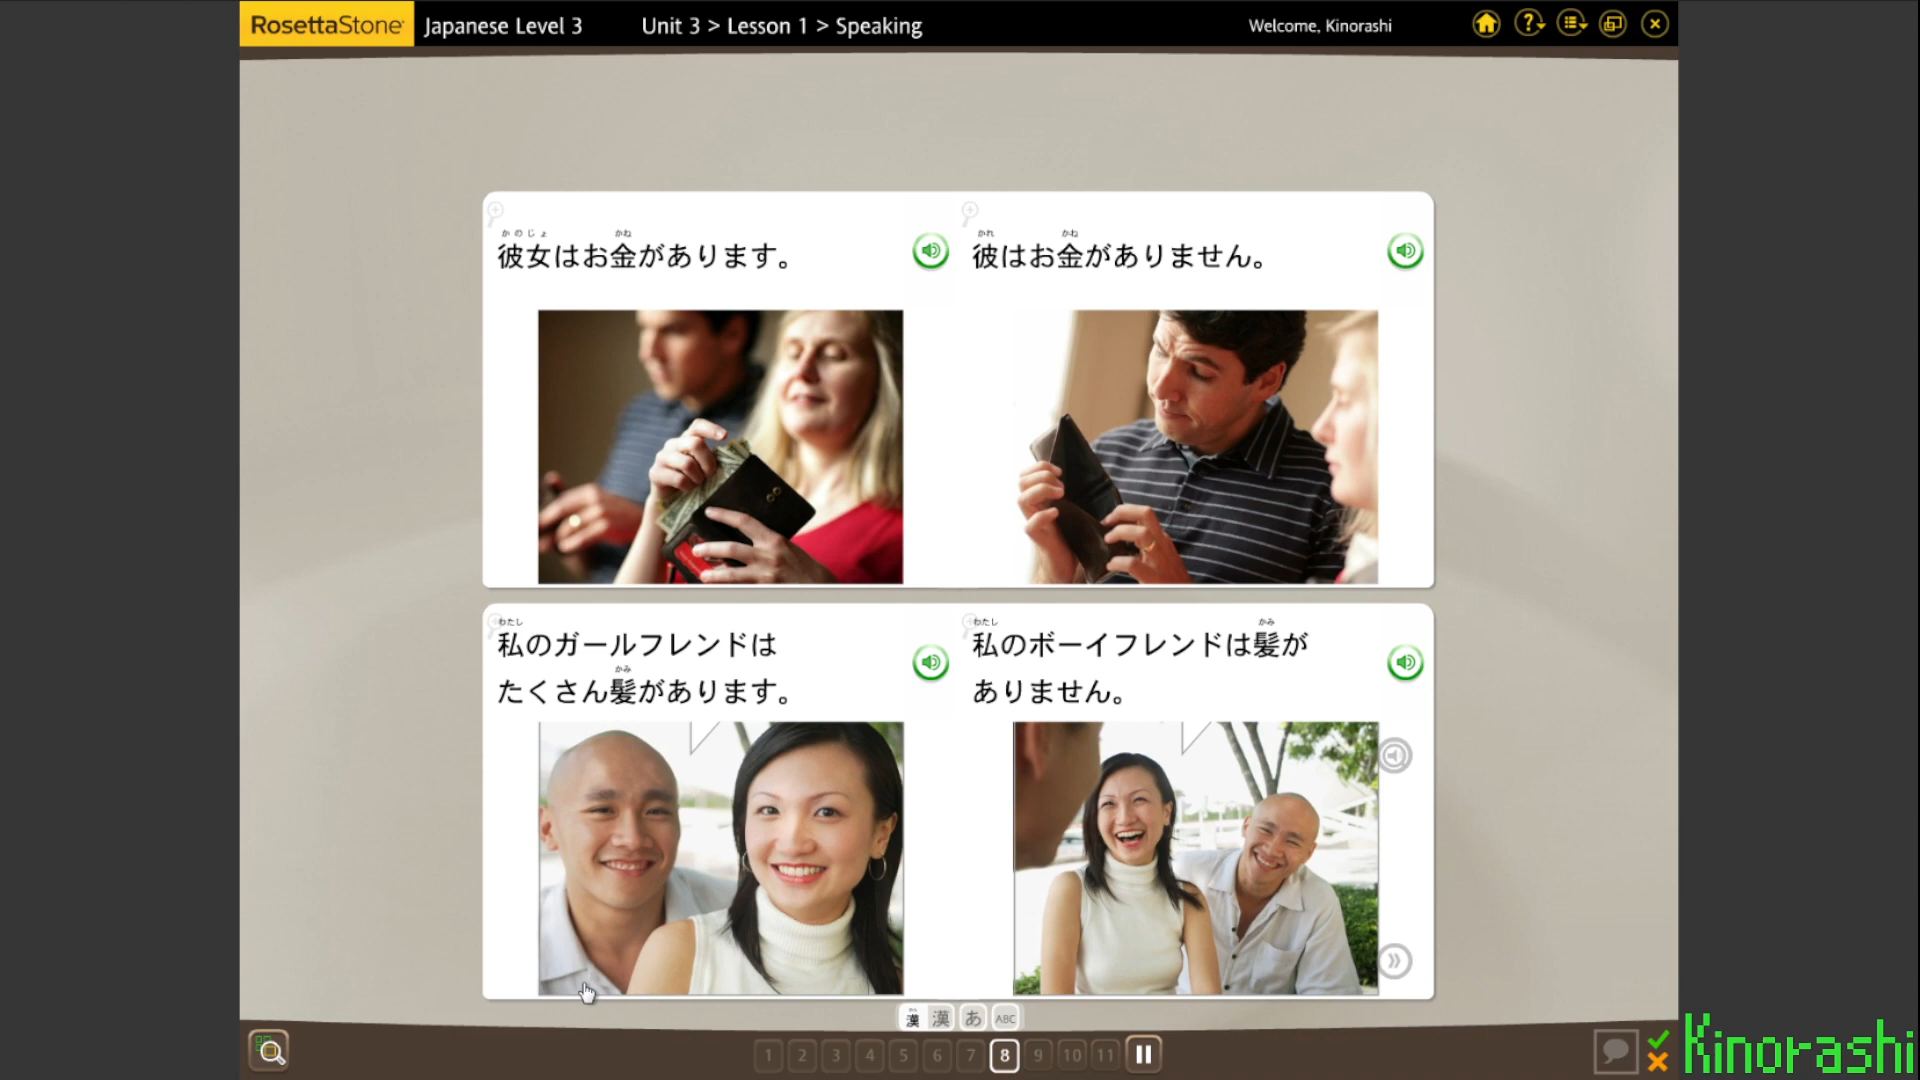 RosettaStone Japanese Level 3 Unit 3 > Lesson 1 > Speaking Welcome, Kinorashi
かのじょ かね
彼女はお金があります。
かれ かね
彼はお金がありません。
わたし
私のガールフレンドは
かみ
たくさん髪があります。
わたし かみ
私のボーイフレンドは髪が
ありません。
漢 漢 あ ABC
1 2 3 4 5 6 7 8 9 10 11
Kinorashi